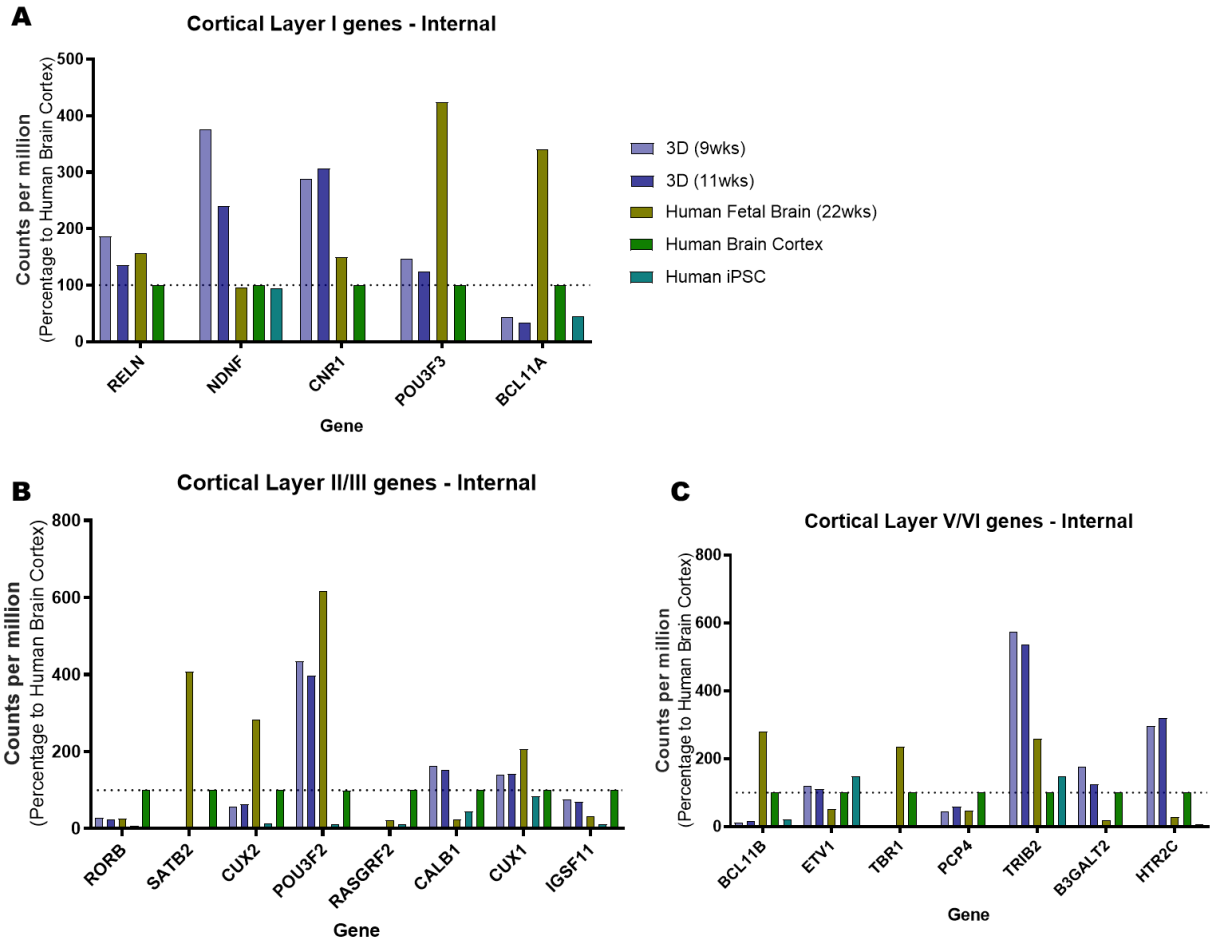 A
Cortical Layer I genes - Internal
Counts per million
(Percentage to Human Brain Cortex)
500
400
300
200
100
0
RELN
NDNF
CNR1
POU3F3
BCL11A
Gene
3D (9wks)
3D (11wks)
Human Fetal Brain (22wks)
Human Brain Cortex
Human iPSC
B
Cortical Layer II/III genes - Internal
Counts per million
(Percentage to Human Brain Cortex)
800
600
400
200
0
RORB
SATB2
CUX2
POU3F2
RASGRF2
CALB1
CUX1
IGSF11
Gene
C
Cortical Layer V/VI genes - Internal
Counts per million
(Percentage to Human Brain Cortex)
800
600
400
200
0
BCL11B
ETV1
TBR1
PCP4
TRIB2
B3GALT2
HTR2C
Gene